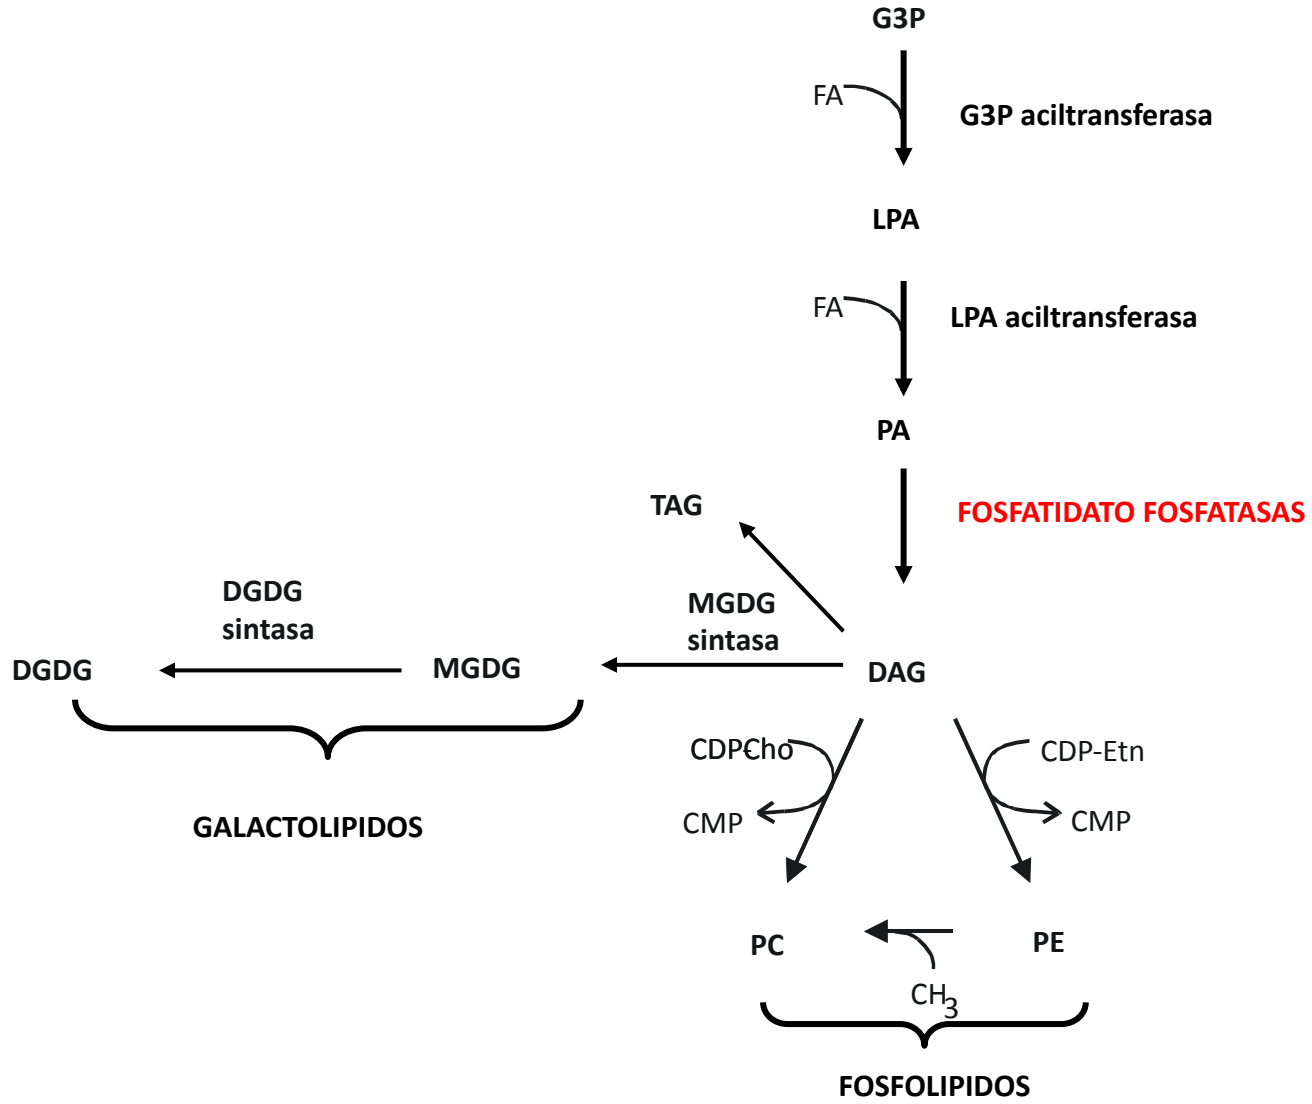 G3P
FA
G3P aciltransferasa
LPA
FA
LPA aciltransferasa
PA
TAG
FOSFATIDATO FOSFATASAS
DGDG
sintasa
MGDG
sintasa
DGDG
MGDG
DAG
CDP-Cho
CDP-Etn
CMP
CMP
GALACTOLIPIDOS
PC
PE
CH3
FOSFOLIPIDOS